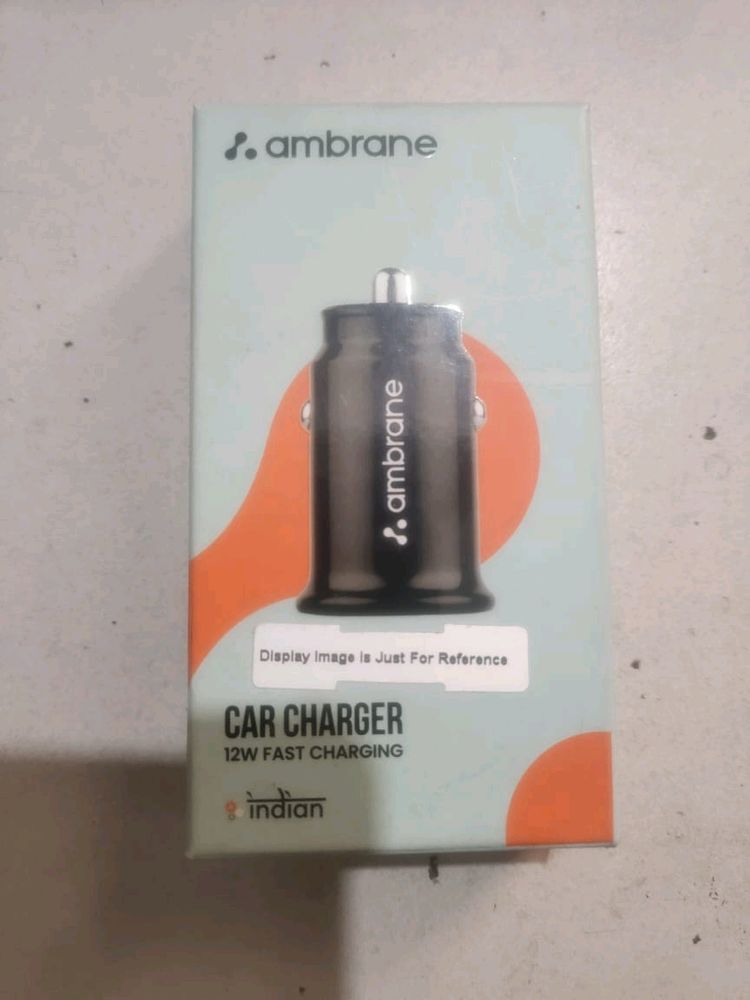 ambrane
ambrane
Display Image Is Just For Reference
CAR CHARGER
12W FAST CHARGING
indian